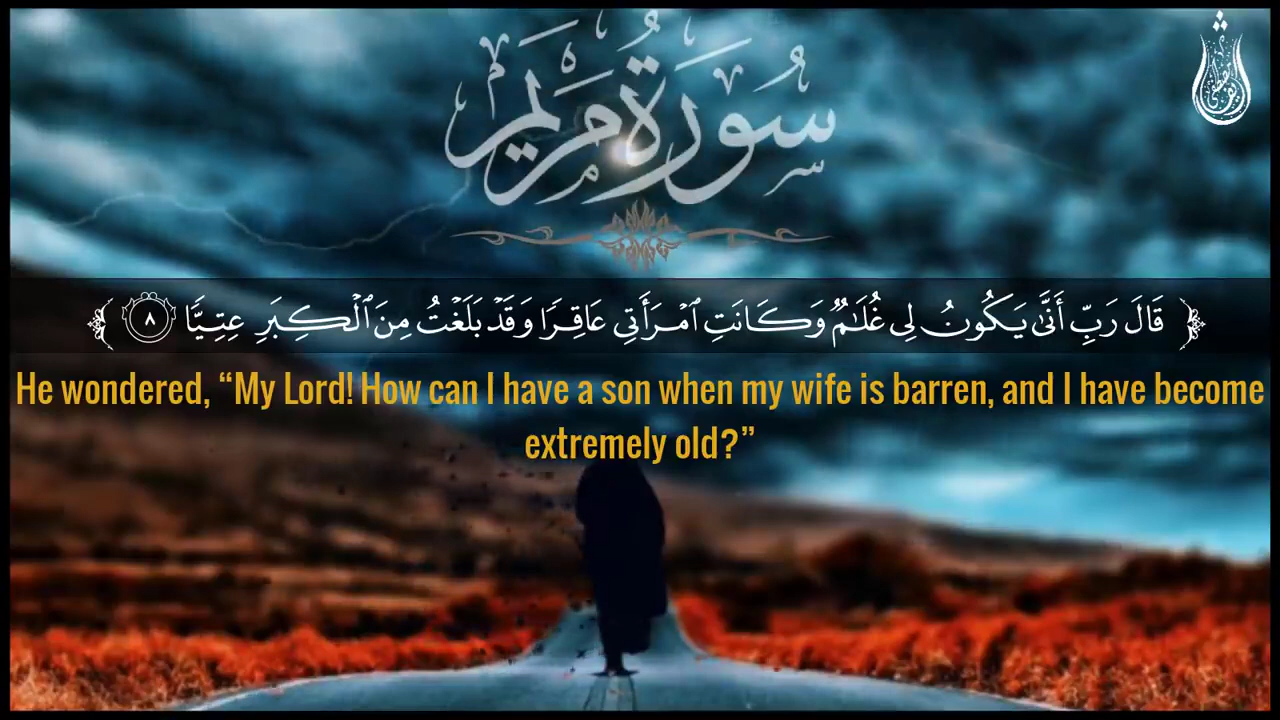 سُورَةُ مَرْيَم
﴿ قَالَ رَبِّ أَنَّىٰ يَكُونُ لِى غُلَـٰمٌ وَكَانَتِ ٱمْرَأَتِى عَاقِرًا وَقَدْ بَلَغْتُ مِنَ ٱلْكِبَرِ عِتِيًّا ٨ ﴾
He wondered, “My Lord! How can I have a son when my wife is barren, and I have become
extremely old?”